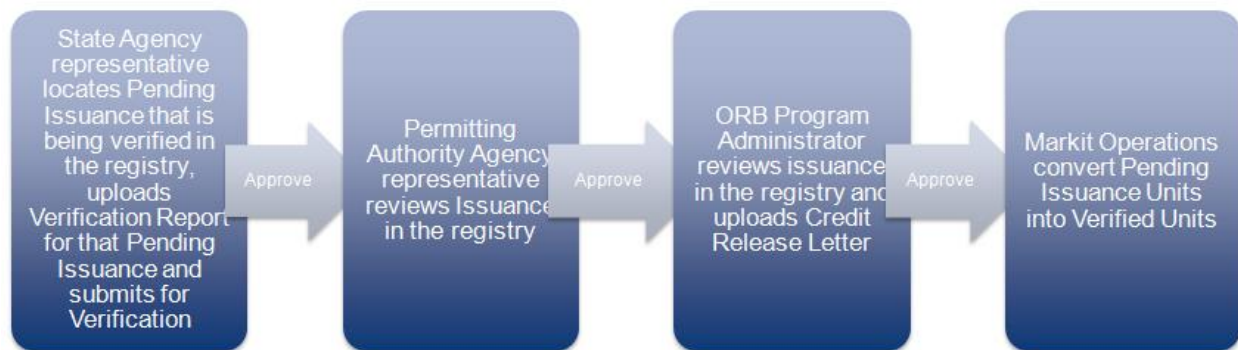 State Agency
representative
locates Pending
Issuance that is
being verified in
the registry,
uploads
Verification Report
for that Pending
Issuance and
submits for
Verification
Approve
Permitting
Authority Agency
representative
reviews Issuance
in the registry
Approve
ORB Program
Administrator
reviews issuance
in the registry and
uploads Credit
Release Letter
Approve
Markit Operations
convert Pending
Issuance Units
into Verified Units